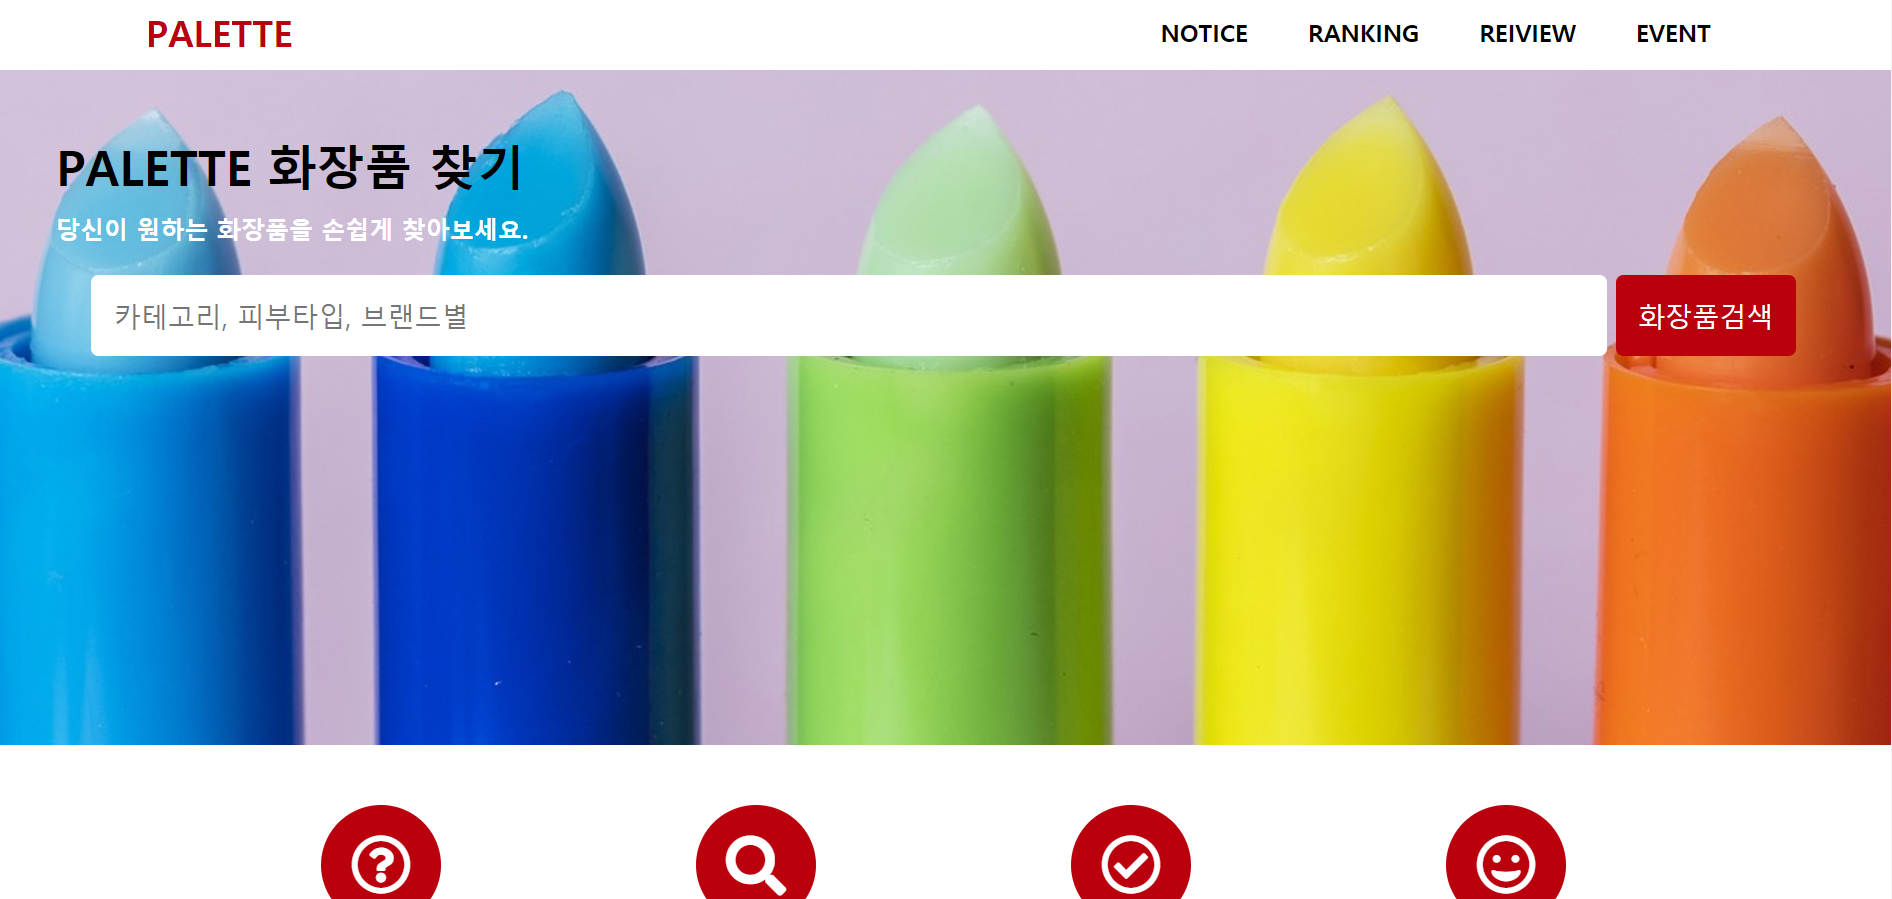 PALETTE
NOTICE RANKING REIVIEW EVENT
PALETTE 화장품 찾기
당신이 원하는 화장품을 손쉽게 찾아보세요.
카테고리, 피부타입, 브랜드별
화장품검색